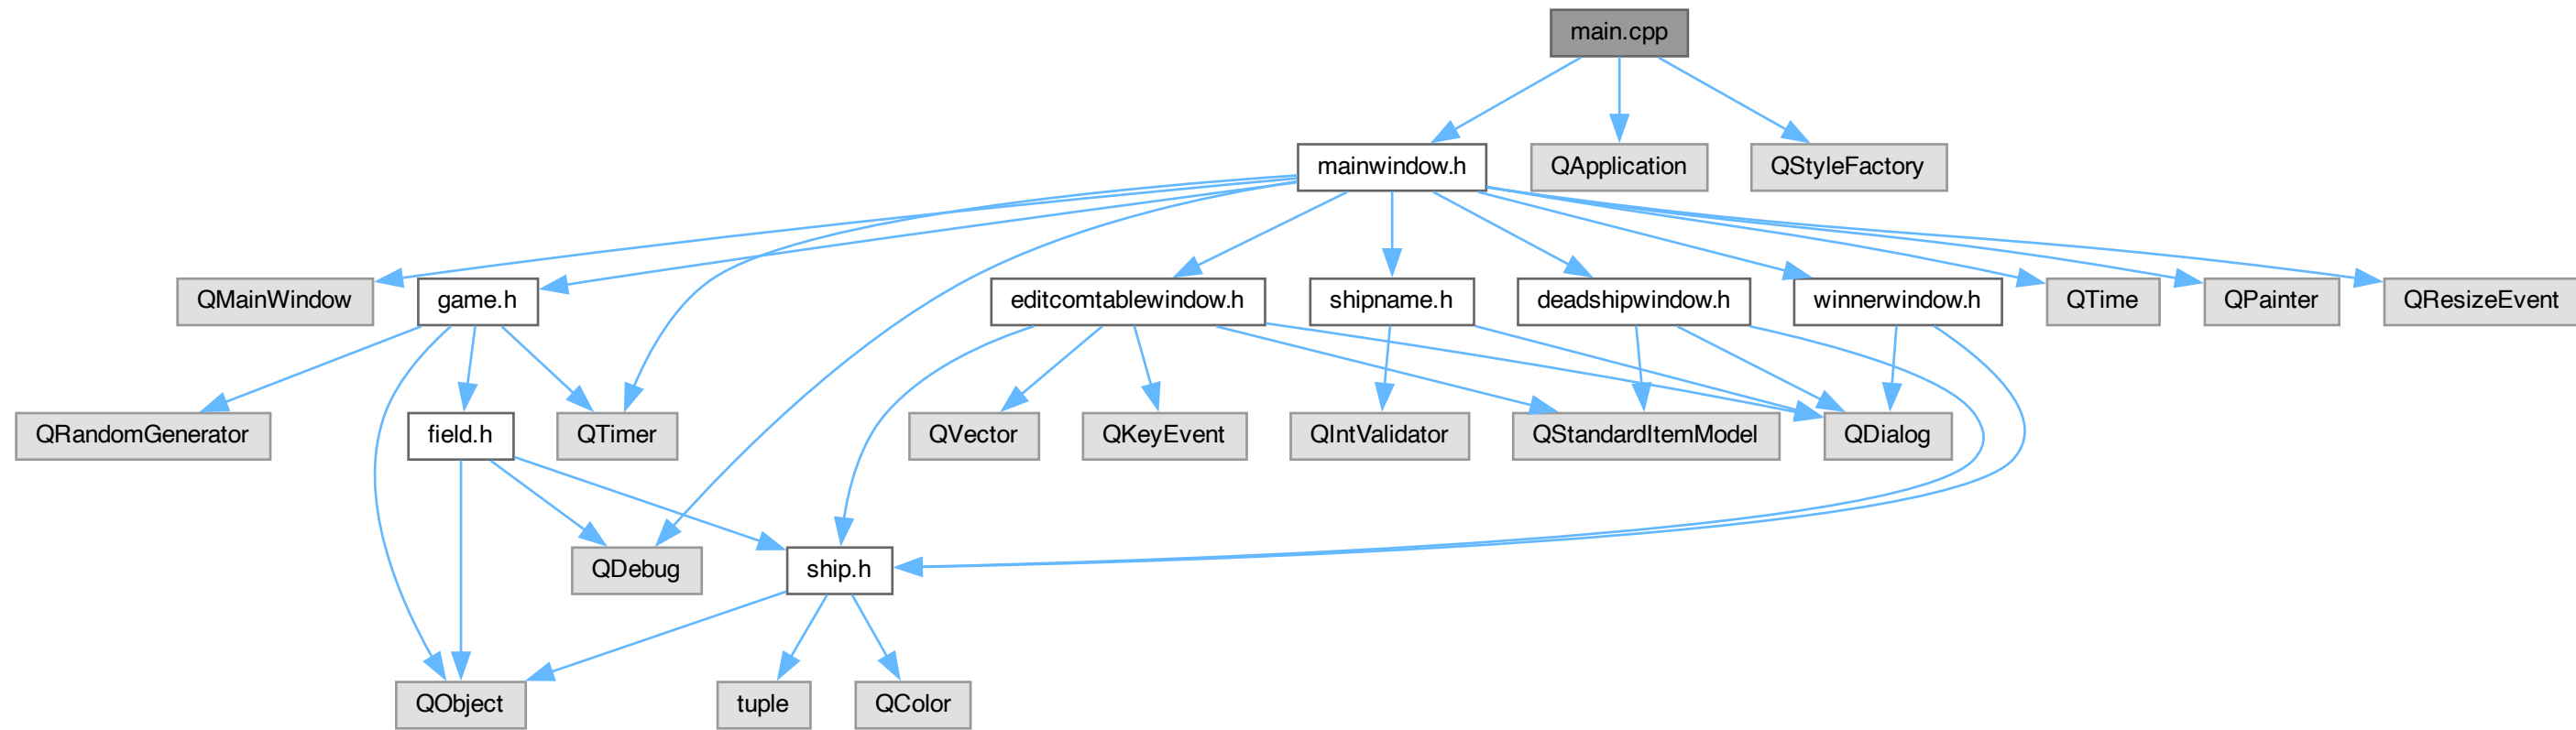 main.cpp
mainwindow.h
QApplication
QStyleFactory
QMainWindow
game.h
editcomtablewindow.h
shipname.h
deadshipwindow.h
winnerwindow.h
QTime
QPainter
QResizeEvent
QRandomGenerator
field.h
QTimer
QVector
QKeyEvent
QIntValidator
QStandardItemModel
QDialog
QDebug
ship.h
QObject
tuple
QColor